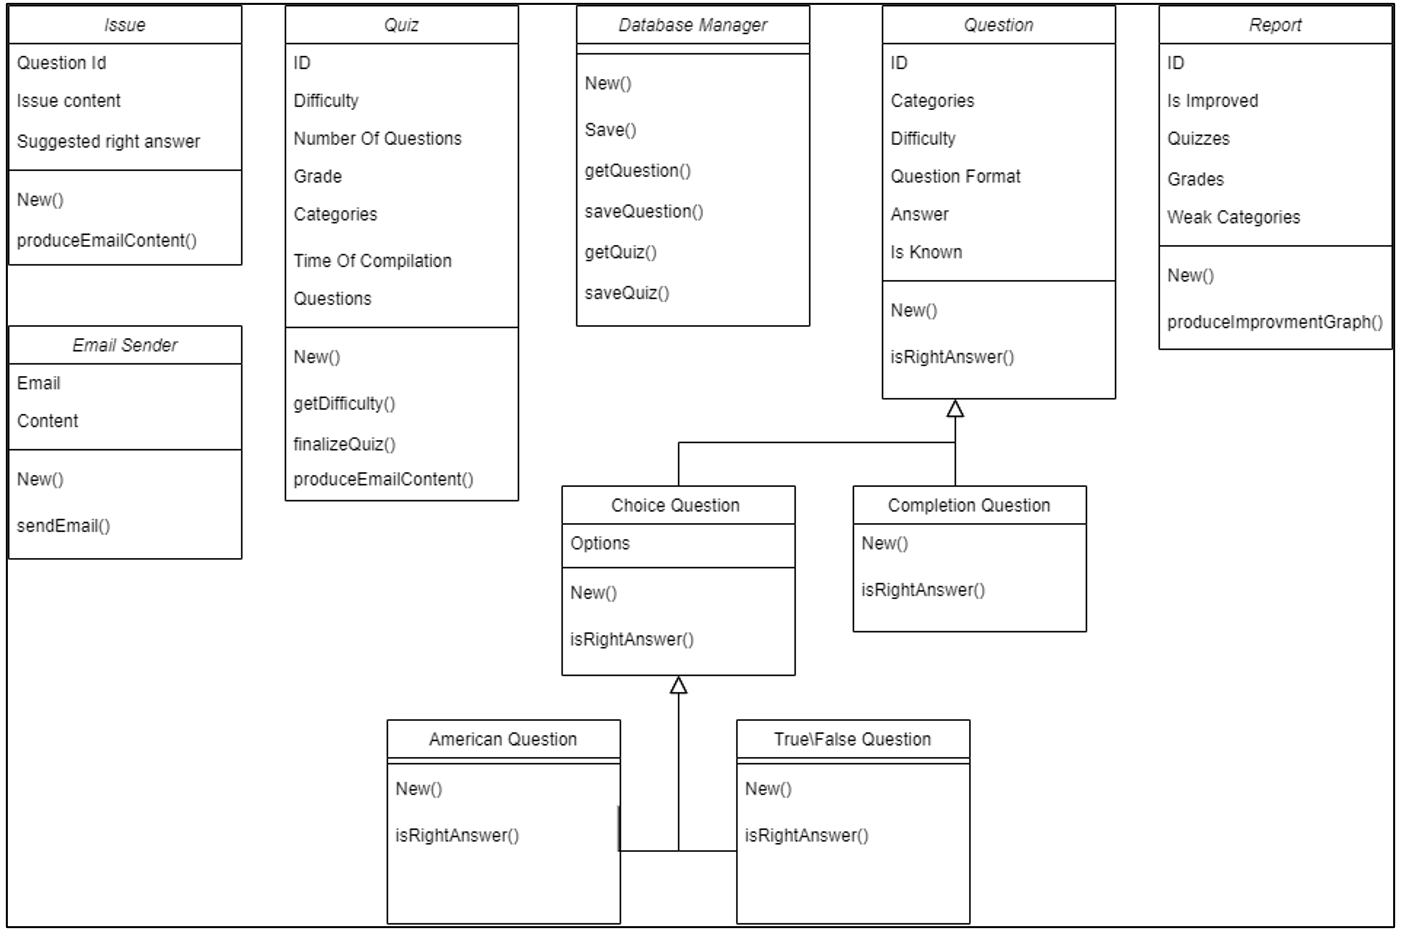 Issue
Question Id
Issue content
Suggested right answer
New()
produceEmailContent()
Email Sender
Email
Content
New()
sendEmail()
Quiz
ID
Difficulty
Number Of Questions
Grade
Categories
Time Of Compilation
Questions
New()
getDifficulty()
finalizeQuiz()
produceEmailContent()
Database Manager
New()
Save()
getQuestion()
saveQuestion()
getQuiz()
saveQuiz()
Question
ID
Categories
Difficulty
Question Format
Answer
Is Known
New()
isRightAnswer()
Report
ID
Is Improved
Quizzes
Grades
Weak Categories
New()
produceImprovmentGraph()
Choice Question
Options
New()
isRightAnswer()
Completion Question
New()
isRightAnswer()
American Question
New()
isRightAnswer()
True\False Question
New()
isRightAnswer()